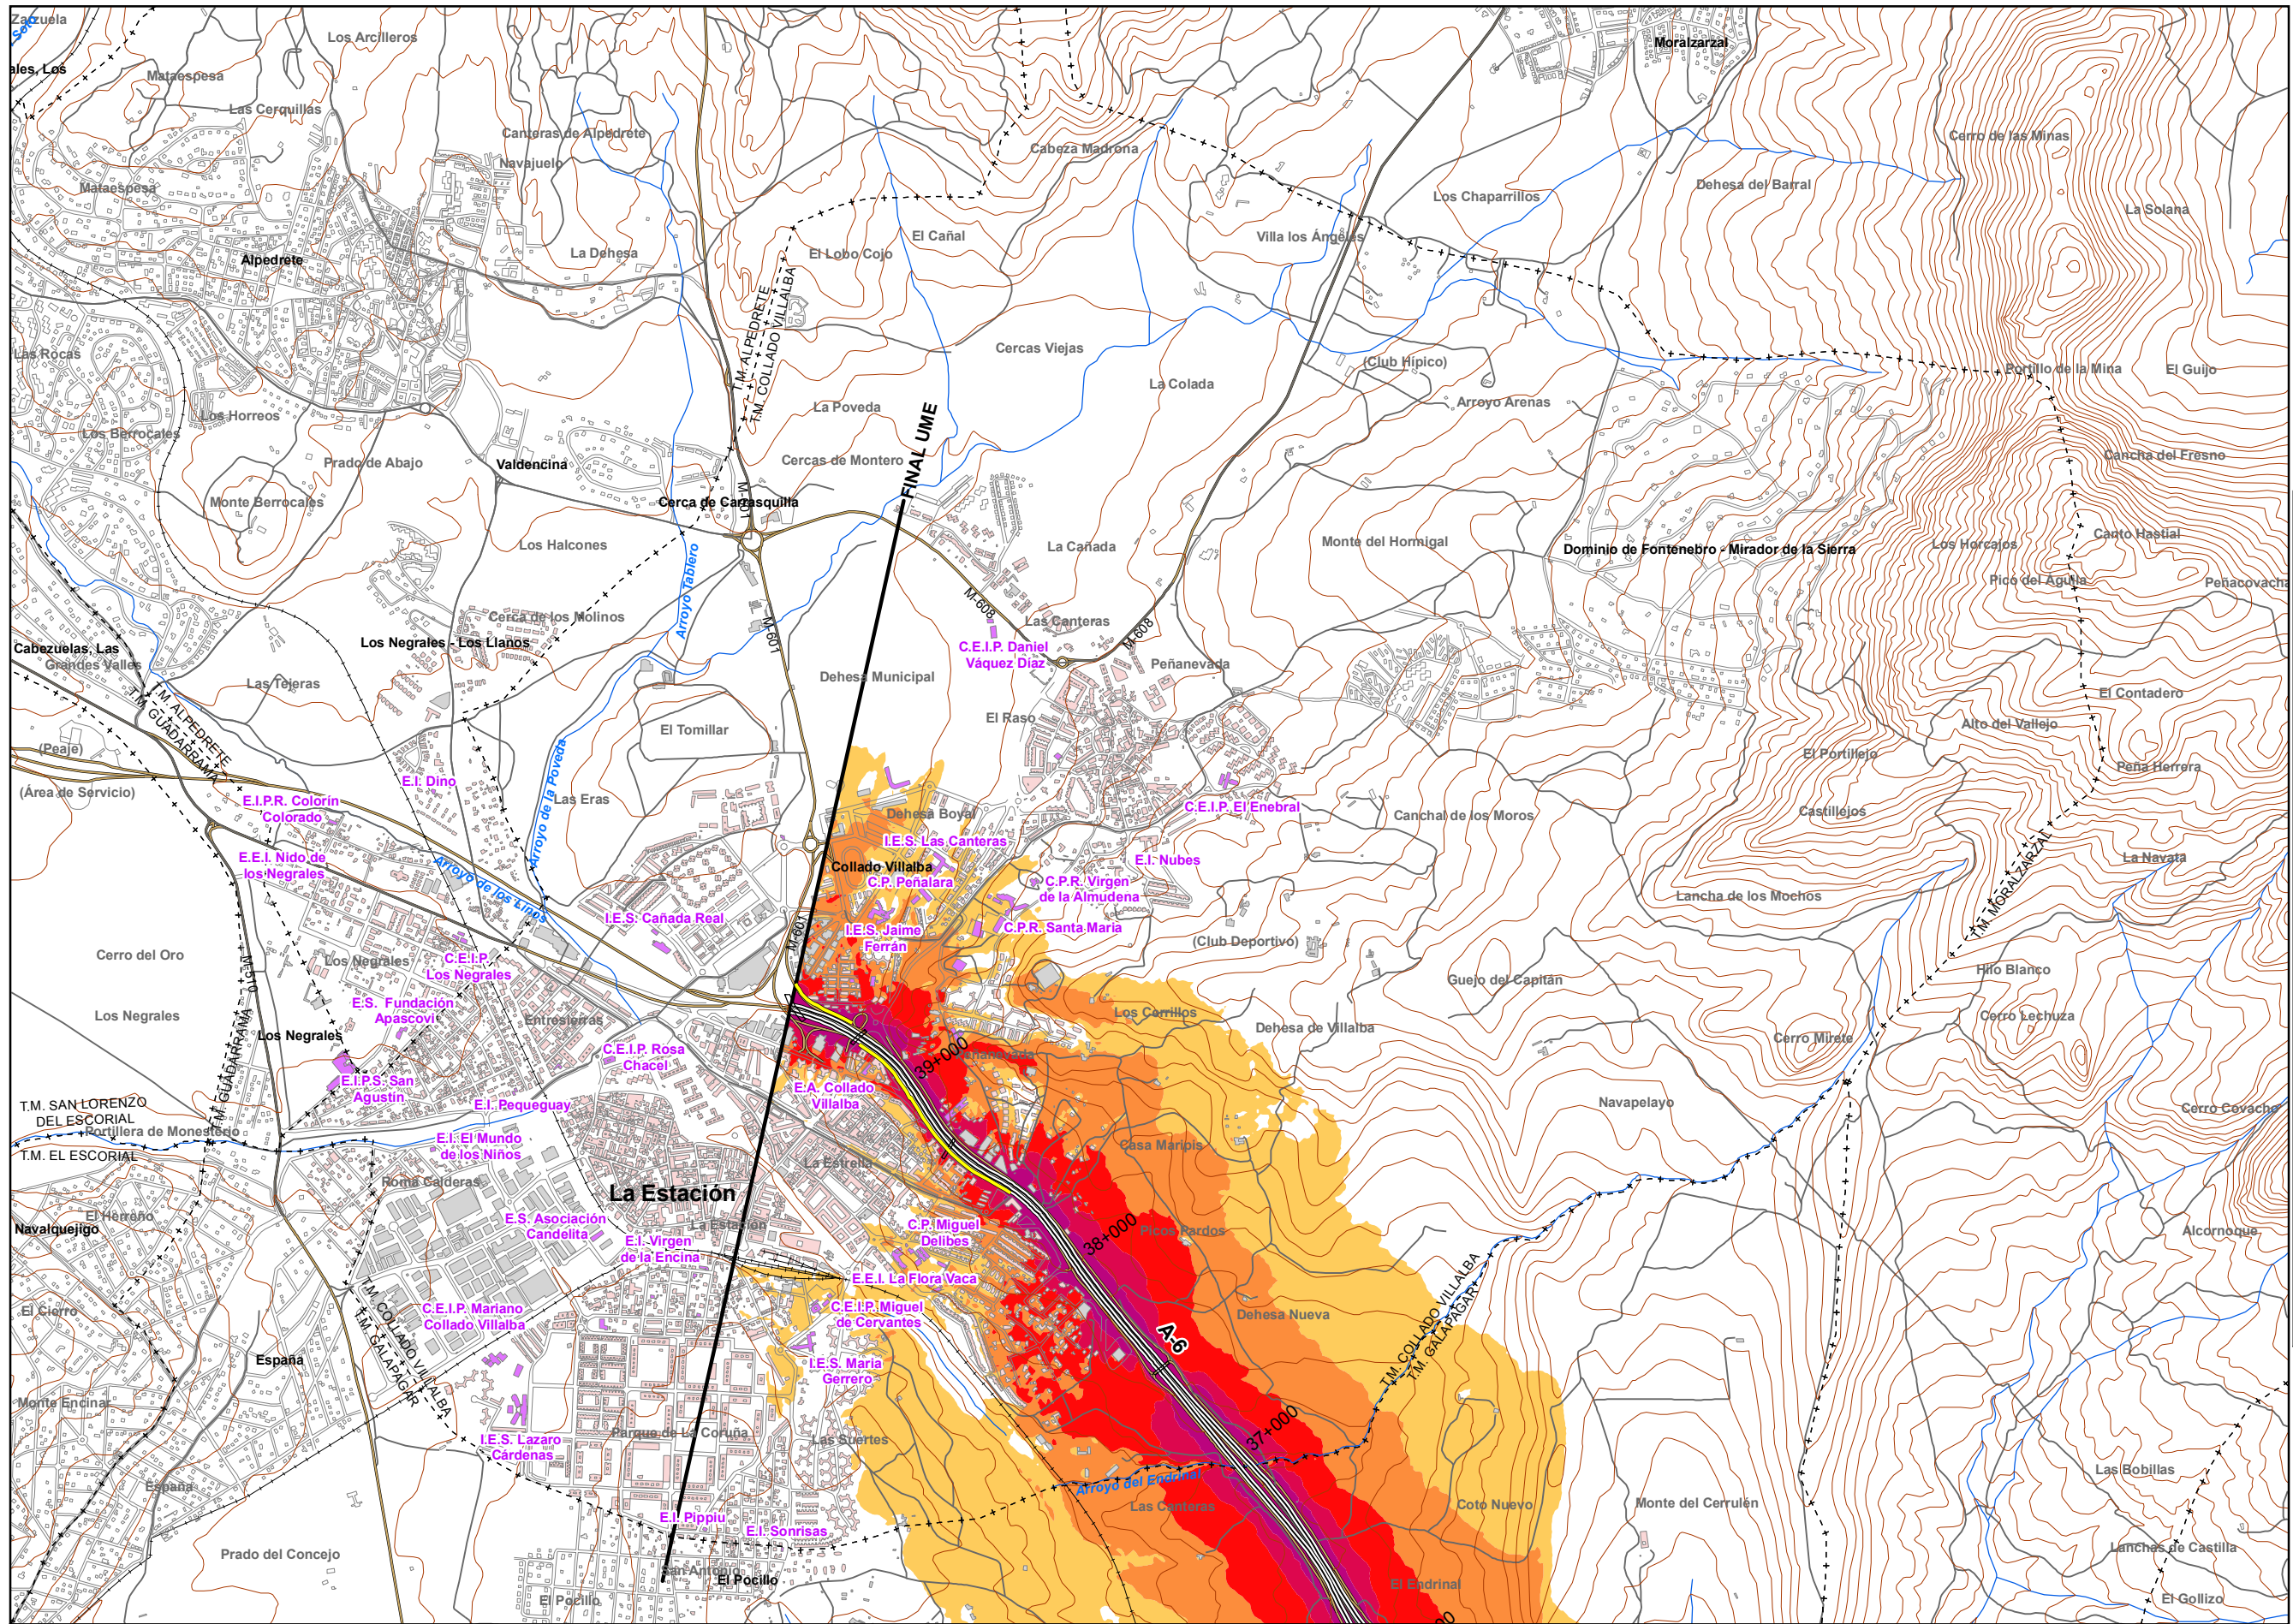 Zarzuela
Soto
ales, Los
Los Arcilleros
Mataespesa
Las Cerquillas
Canteras de Alpedrete
Navajuelo
Mataespesa
Alpedrete
La Dehesa
Moralzarzal
Cabeza Madrona
Cerro de las Minas
Dehesa del Barral
Los Chaparrillos
La Solana
Villa los Ángeles
El Cañal
El Lobo Cojo
T.M. ALPEDRETE
T.M. COLLADO VILLALBA
Cercas Viejas
La Colada
(Club Hípico)
Arroyo Arenas
Portillo de la Mina
El Guijo
Las Rocas
Los Horreos
Los Berrocales
Prado de Abajo
Valdencina
La Poveda
Cercas de Montero
FINAL UME
Monte Berrocales
Cerca de Carrasquilla
M-601
Cancha del Fresno
Los Halcones
La Cañada
Monte del Hormigal
Dominio de Fontenebro - Mirador de la Sierra
Los Horcajos
Canto Hastial
Pico del Aguila
Peñacovacha
Arroyo Tablero
M-601
M-608
Las Canteras
M-608
Cerca de los Molinos
Los Negrales - Los Llanos
Cabezuelas, Las
Grandes Valles
C.E.I.P. Daniel
Váquez Díaz
Peñanevada
Dehesa Municipal
Las Tejeras
T.M. ALPEDRETE
T.M. GUADARRAMA
El Contadero
Alto del Vallejo
El Raso
El Tomillar
(Peaje)
El Portillejo
Peña Herrera
(Área de Servicio)
E.I. Dino
Arroyo de la Poveda
Las Eras
E.I.P.R. Colorín
Colorado
C.E.I.P. El Enebral
Dehesa Boyal
Canchal de los Moros
Castillejos
I.E.S. Las Canteras
E.E.I. Nido de
los Negrales
Arroyo de los Linos
Collado Villalba
C.P. Peñalara
E.I. Nubes
C.P.R. Virgen
de la Almudena
La Navata
Lancha de los Mochos
T.M. MORALZARZAL
I.E.S. Cañada Real
I.E.S. Jaime
Ferrán
C.P.R. Santa María
(Club Deportivo)
M-601
Cerro del Oro
Los Negrales
C.E.I.P.
Los Negrales
M-510
Guejo del Capitán
Hilo Blanco
Los Negrales
E.S. Fundación
Apascovi
Entresierras
Los Cerrillos
Dehesa de Villalba
Cerro Lechuza
Los Negrales
Cerro Mirete
C.E.I.P. Rosa
Chacel
39+000
T.M. GUADARRAMA
E.I.P.S. San
Agustín
E.A. Collado
Villalba
E.I. Pequeguay
T.M. SAN LORENZO
DEL ESCORIAL
Portillera de Monesterio
T.M. EL ESCORIAL
Navapelayo
Cerro Covacho
E.I. El Mundo
de los Niños
Casa Maripis
La Estrella
Roma Calderas
La Estación
El Herreño
Navalquejigo
E.S. Asociación
Candelita
La Estación
C.P. Miguel
Delibes
38+000
Picos Pardos
Alcornoque
E.I. Virgen
de la Encina
E.E.I. La Flora Vaca
T.M. COLLADO VILLALBA
T.M. GALAPAGAR
El Cierro
C.E.I.P. Mariano
Collado Villalba
C.E.I.P. Miguel
de Cervantes
Dehesa Nueva
A-6
T.M. COLLADO VILLALBA
T.M. GALAPAGAR
España
I.E.S. Maria
Gerrero
Monte Encinar
37+000
I.E.S. Lazaro
Cárdenas
Parque de La Coruña
Las Suertes
Arroyo del Endrinal
Las Bobillas
España
Las Canteras
Coto Nuevo
Monte del Cerrulén
E.I. Pippiu
E.I. Sonrisas
Prado del Concejo
San Antonio
El Pocillo
El Pocillo
Lanchas de Castilla
El Endrinal
El Gollizo